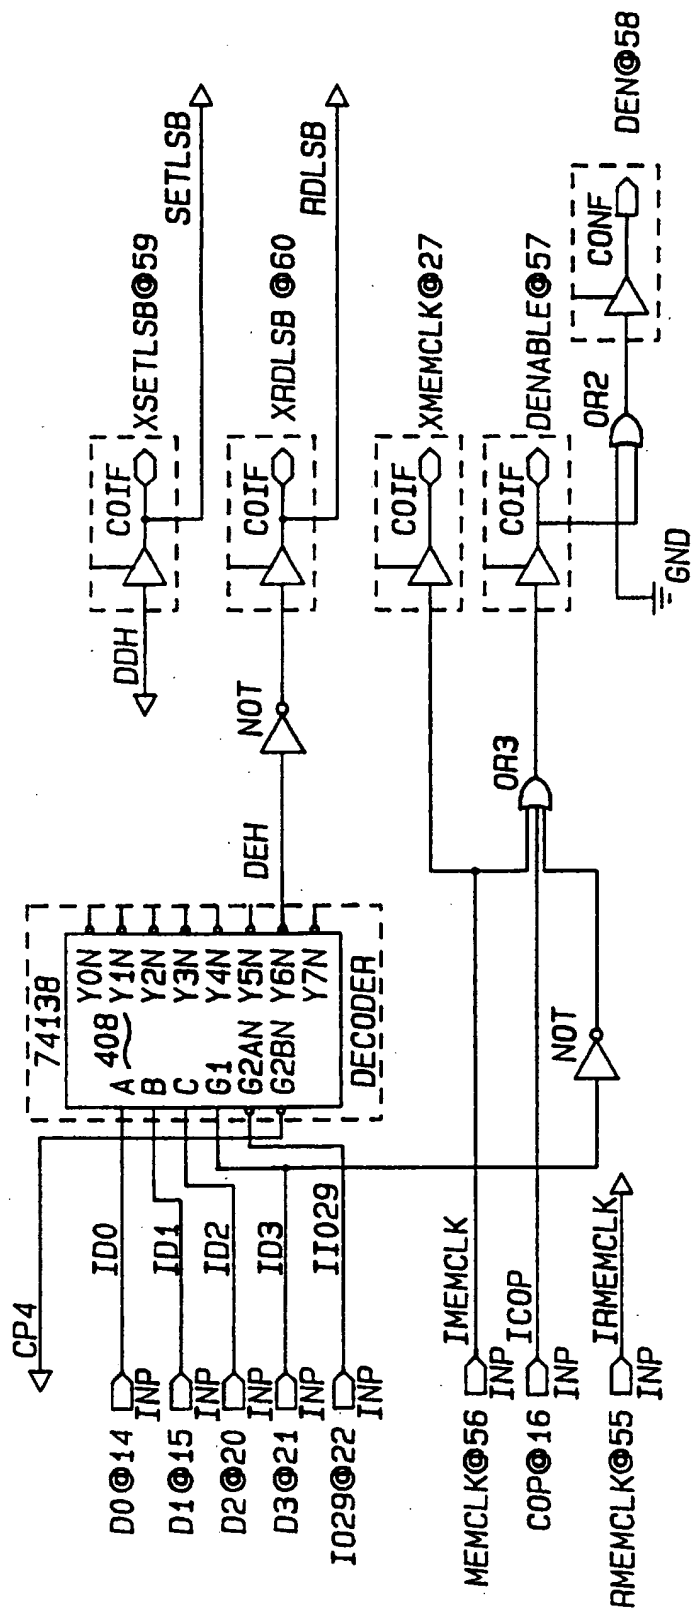 CP4
D0@14
INP
ID0
D1@15
INP
ID1
D2@20
INP
ID2
D3@21
INP
ID3
IO29@22
INP
IIO29
74138
408
A
B
C
G1
G2AN
G2BN
Y0N
Y1N
Y2N
Y3N
Y4N
Y5N
Y6N
Y7N
DECODER
DEH
NOT
DDH
COIF
XSETLSB@59
SETLSB
COIF
XRDLSB @60
RDLSB
MEMCLK@56
INP
IMEMCLK
COP@16
INP
ICOP
RMEMCLK@55
INP
IRMEMCLK
NOT
OR3
COIF
XMEMCLK@27
COIF
DENABLE@57
GND
OR2
CONF
DEN@58